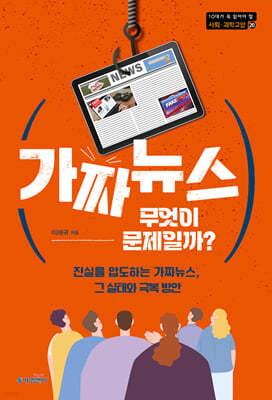 10대가 꼭 알아야 할
사회·과학교양
NEWS
FAKE
가짜뉴스
무엇이
문제일까?
지음
진실을 압도하는 가짜뉴스,
그 실태와 극복 방안